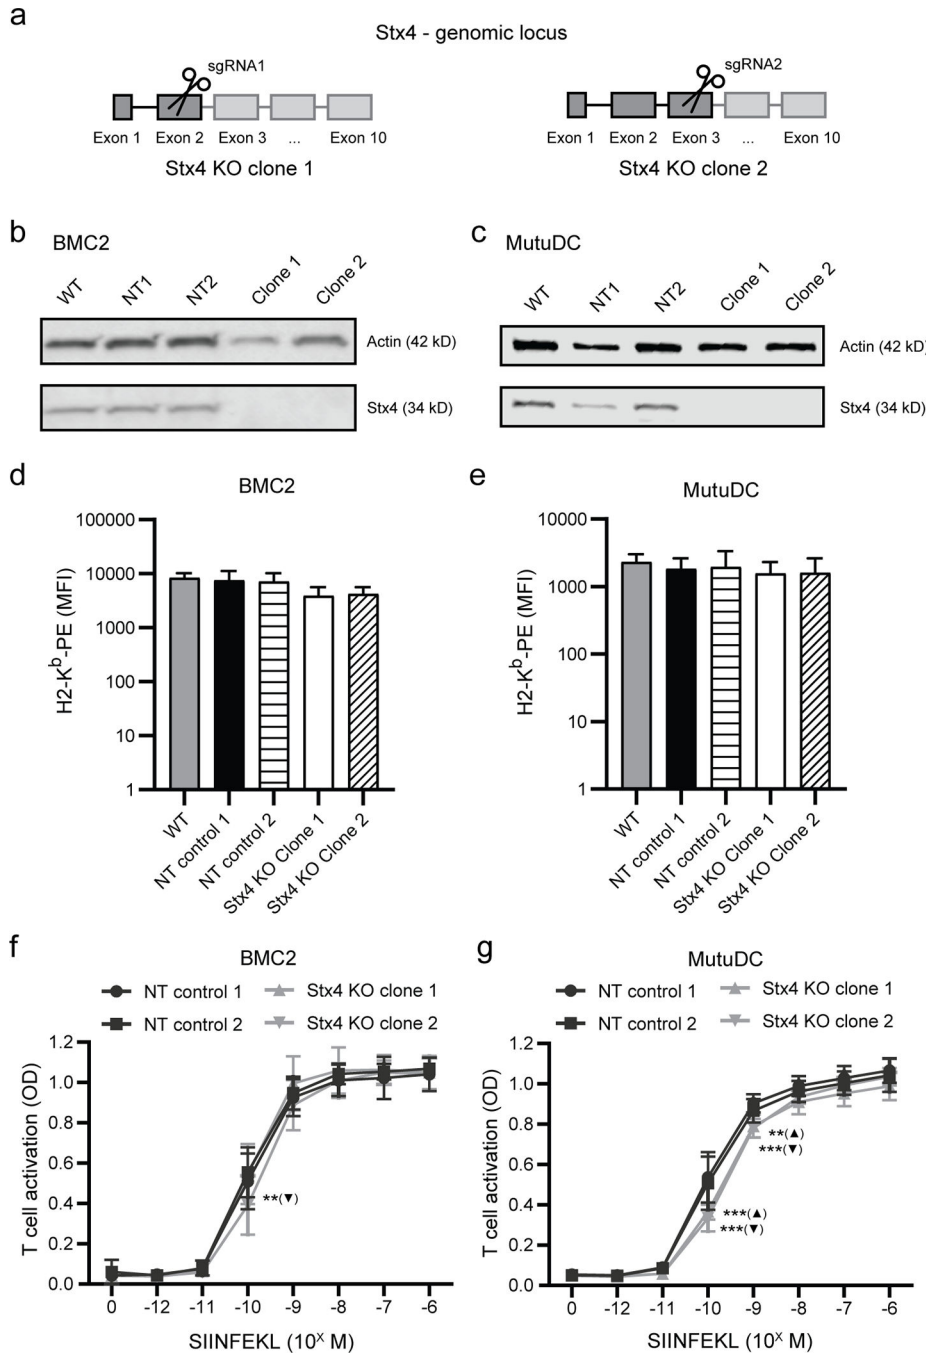 a
Stx4 - genomic locus
sgRNA1
sgRNA2
Exon 1 Exon 2 Exon 3 ... Exon 10
Exon 1 Exon 2 Exon 3 ... Exon 10
Stx4 KO clone 1
Stx4 KO clone 2
b
BMC2
WT NT1 NT2 Clone 1 Clone 2
Actin (42 kD)
Stx4 (34 kD)
c
MutuDC
WT NT1 NT2 Clone 1 Clone 2
Actin (42 kD)
Stx4 (34 kD)
d
BMC2
H2-Kᵇ-PE (MFI)
100000
10000
1000
100
10
1
WT
NT control 1
NT control 2
Stx4 KO Clone 1
Stx4 KO Clone 2
e
MutuDC
H2-Kᵇ-PE (MFI)
10000
1000
100
10
1
WT
NT control 1
NT control 2
Stx4 KO Clone 1
Stx4 KO Clone 2
f
BMC2
NT control 1 Stx4 KO clone 1
NT control 2 Stx4 KO clone 2
T cell activation (OD)
1.2
1.0
0.8
0.6
0.4
0.2
0.0
**(▼)
0 -12 -11 -10 -9 -8 -7 -6
SIINFEKL (10ˣ M)
g
MutuDC
NT control 1 Stx4 KO clone 1
NT control 2 Stx4 KO clone 2
T cell activation (OD)
1.2
1.0
0.8
0.6
0.4
0.2
0.0
**(▲)
***(▼)
***(▲)
***(▼)
0 -12 -11 -10 -9 -8 -7 -6
SIINFEKL (10ˣ M)